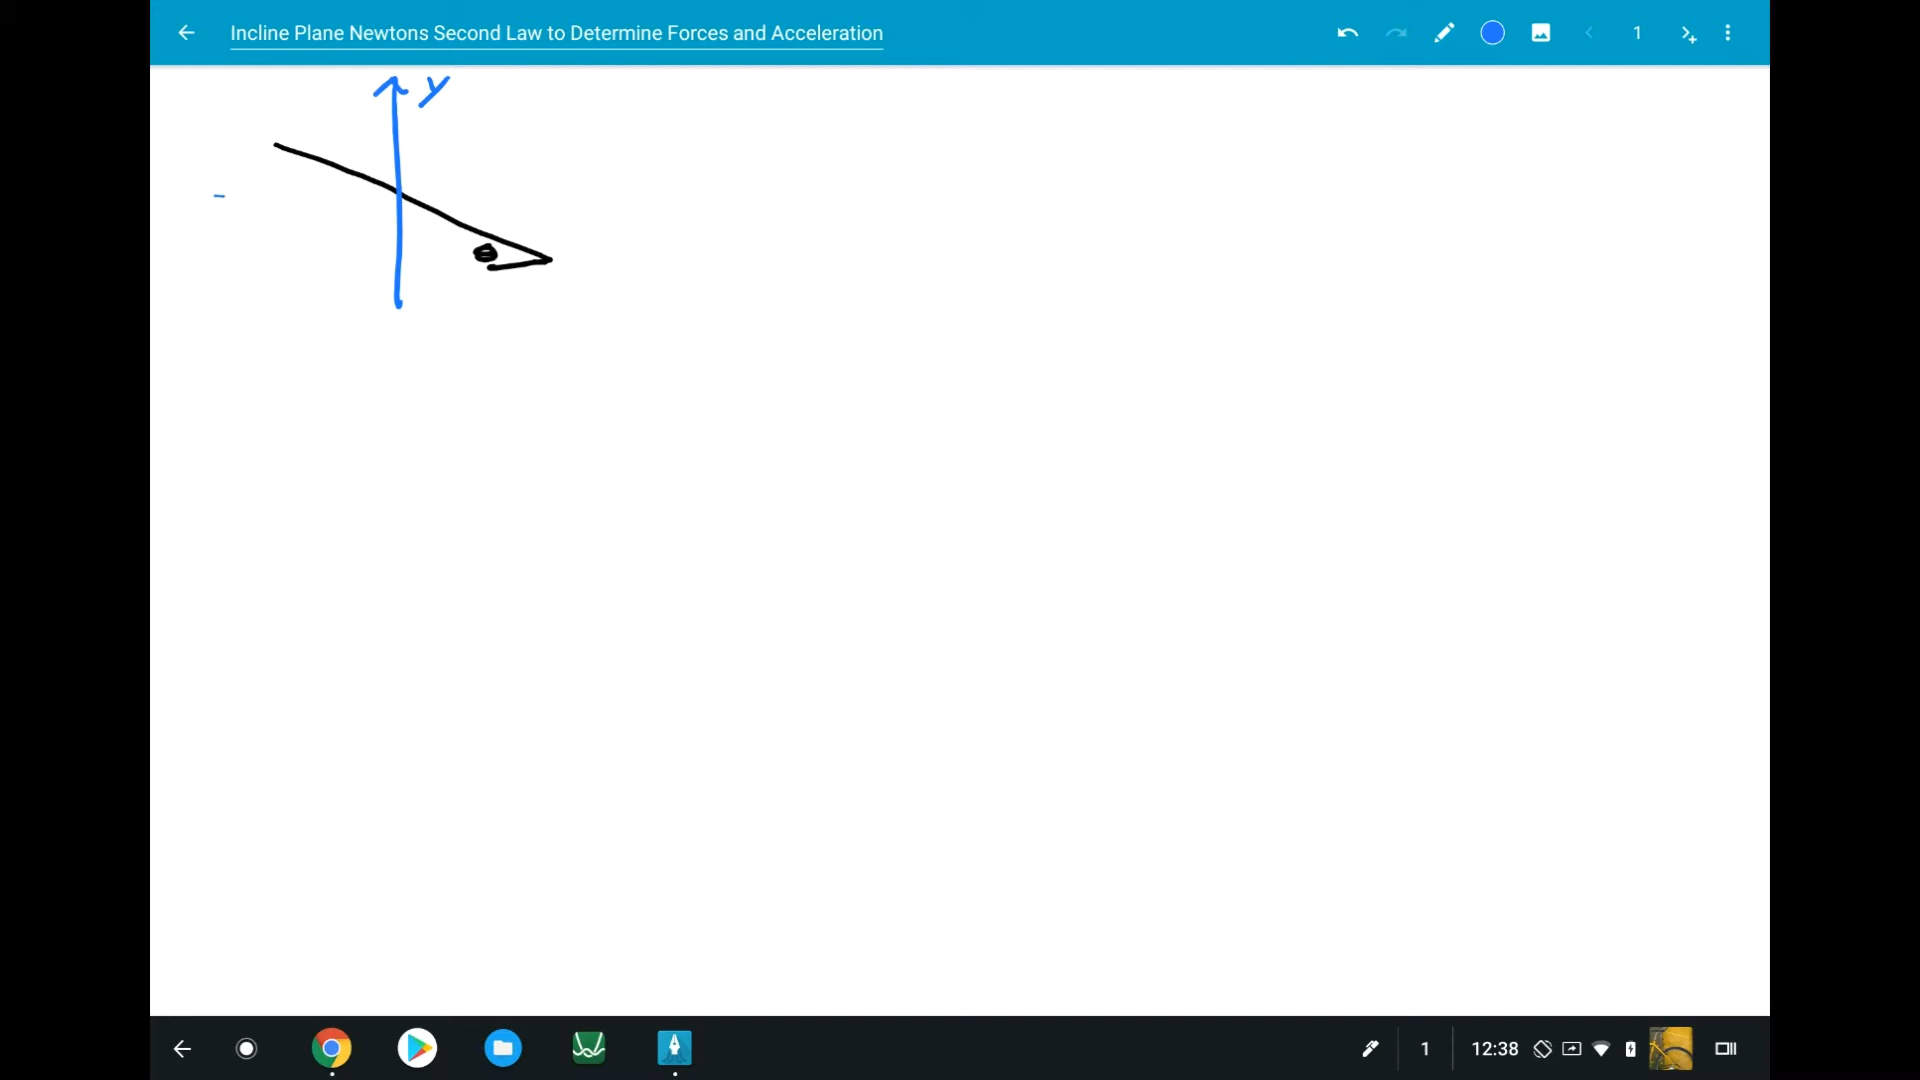 Incline Plane Newtons Second Law to Determine Forces and Acceleration
1
y
θ
1
12:38